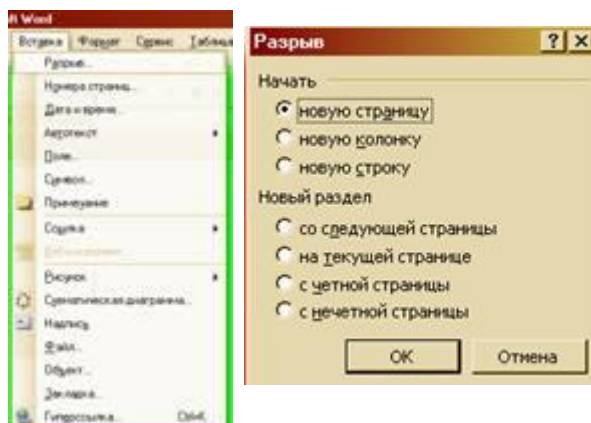 ft Word
Вставка Формат Сервис Таблица
Разрыв...
Номера страниц...
Дата и время...
Автотекст
Поле...
Символ...
Примечание
Ссылка
Рисунок
Схематическая диаграмма...
Надпись
Файл...
Объект...
Закладка...
Гиперссылка... Ctrl+K
Разрыв
Начать
новую страницу
новую колонку
новую строку
Новый раздел
со следующей страницы
на текущей странице
с четной страницы
с нечетной страницы
OK Отмена